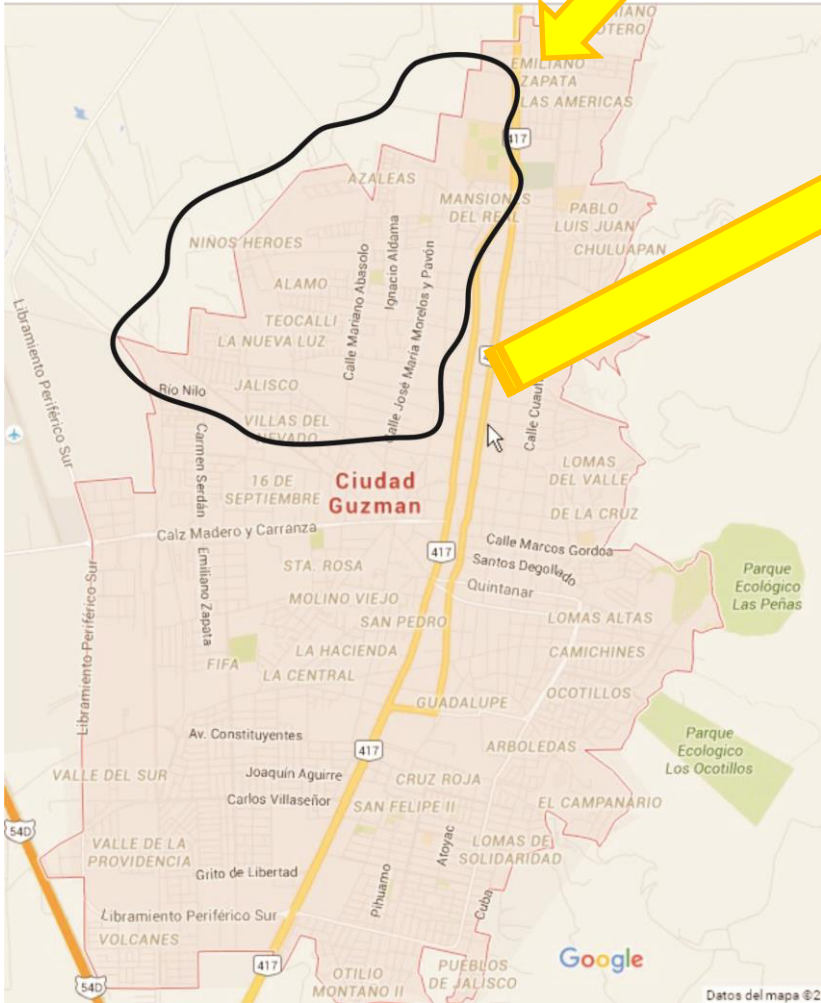 EMILIANO
ZAPATA
LAS AMERICAS
417
AZALEAS
MANSIONES
DEL REAL
PABLO
LUIS JUAN
CHULUAPAN
NIÑOS HEROES
Calle Mariano Abasolo
Ignacio Aldama
Calle José María Morelos y Pavón
ALAMO
TEOCALLI
LA NUEVA LUZ
Libramiento Periférico Sur
Río Nilo
JALISCO
VILLAS DEL
NEVADO
Carmen Serdán
LOMAS
DEL VALLE
16 DE
SEPTIEMBRE
Ciudad
Guzman
DE LA CRUZ
Calz Madero y Carranza
417
Calle Marcos Gordoa
Santos Degollado
Quintanar
Emiliano Zapata
STA. ROSA
MOLINO VIEJO
SAN PEDRO
Parque
Ecológico
Las Peñas
LOMAS ALTAS
CAMICHINES
FIFA
LA HACIENDA
LA CENTRAL
Libramiento Periférico Sur
OCOTILLOS
GUADALUPE
Av. Constituyentes
417
ARBOLEDAS
Parque
Ecologico
Los Ocotillos
VALLE DEL SUR
Joaquín Aguirre
CRUZ ROJA
Carlos Villaseñor
SAN FELIPE II
EL CAMPANARIO
54D
VALLE DE LA
PROVIDENCIA
Atoyac
LOMAS DE
SOLIDARIDAD
Grito de Libertad
Pihuamo
Cuba
Libramiento Periférico Sur
VOLCANES
417
54D
OTILIO
MONTAÑO II
PUEBLOS
DE JALISCO
Google
Datos del mapa ©2